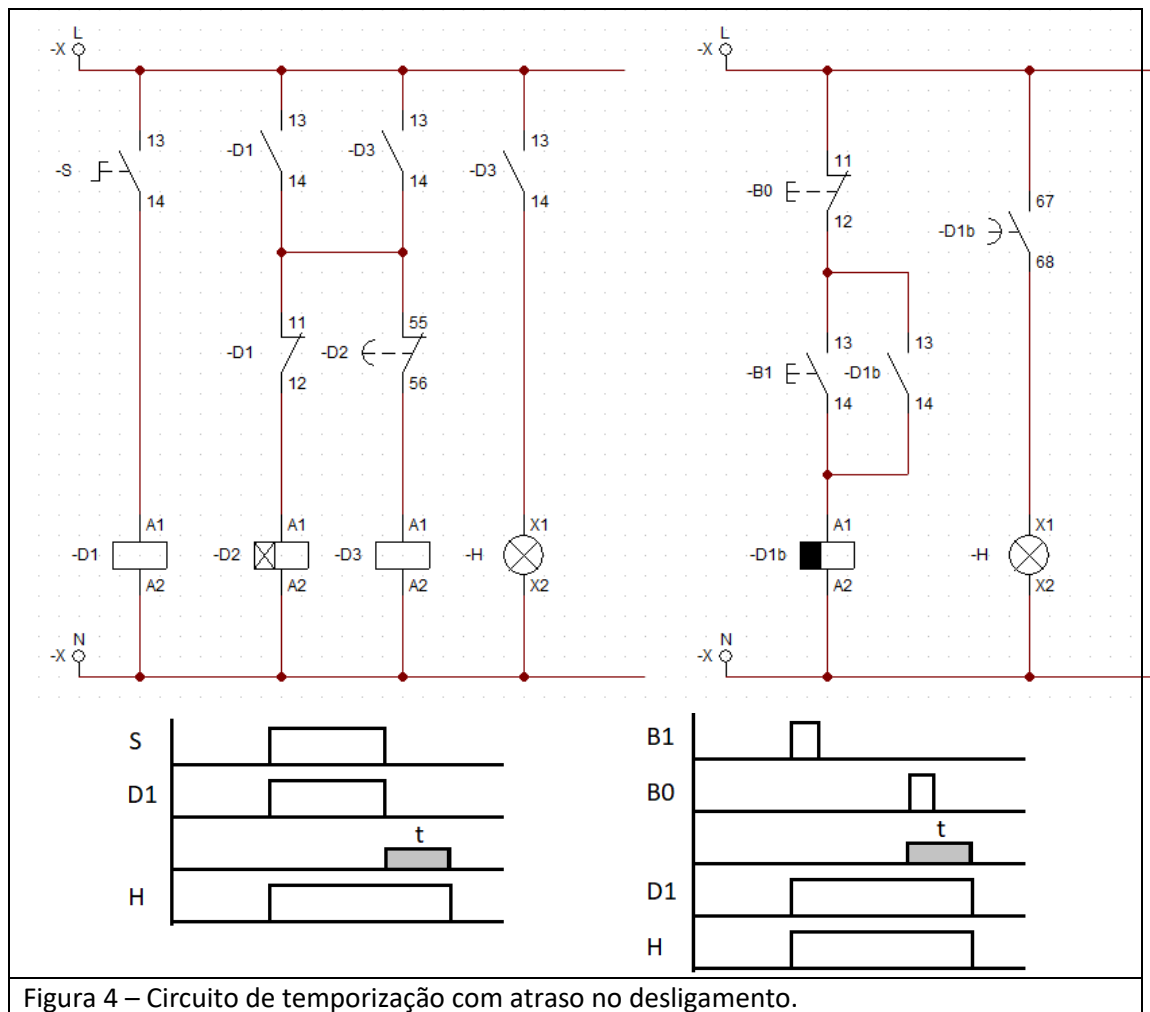 L
-X
13
-S
14
13
-D1
14
13
-D3
14
13
-D3
14
11
-D1
12
55
-D2
56
A1
-D1
A2
A1
-D2
A2
A1
-D3
A2
X1
-H
X2
N
-X
L
-X
11
-B0
12
67
-D1b
68
13
-B1
14
13
-D1b
14
A1
-D1b
A2
X1
-H
X2
N
-X
S
D1
t
H
B1
B0
t
D1
H
Figura 4 – Circuito de temporização com atraso no desligamento.